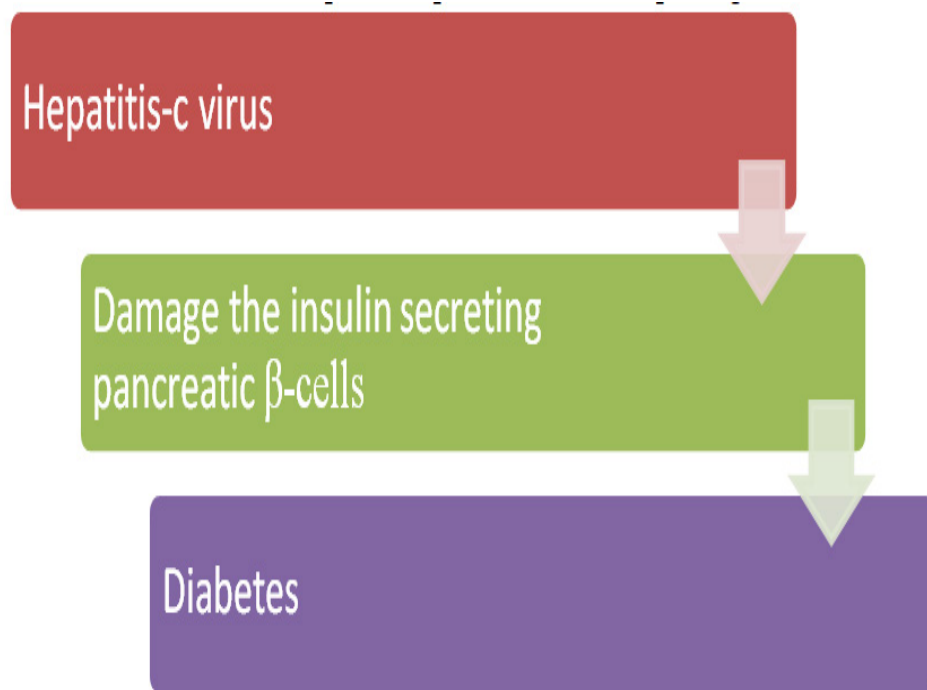 Hepatitis-c virus
Damage the insulin secreting
pancreatic β-cells
Diabetes